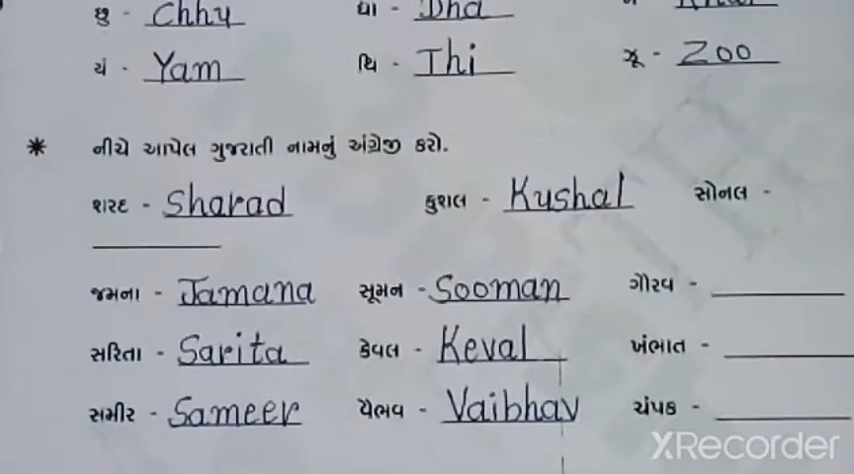 છુ - Chhu ધા - Dha
યં - Yam થિ - Thi ઝૂ - Zoo
* નીચે આપેલ ગુજરાતી નામનું અંગ્રેજી કરો.
શરદ - Sharad કુશલ - Kushal સોનલ -
જમના - Jamana સૂમન - Sooman ગૌરવ -
સરિતા - Sarita કેવલ - Keval ખંભાત -
સમીર - Sameer વૈભવ - Vaibhav ચંપક -
XRecorder